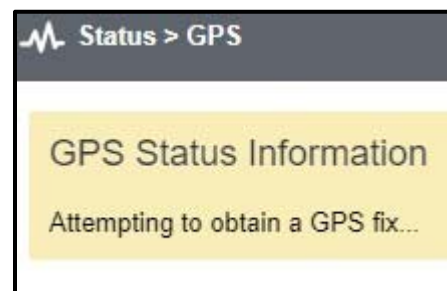 Status > GPS
GPS Status Information
Attempting to obtain a GPS fix...